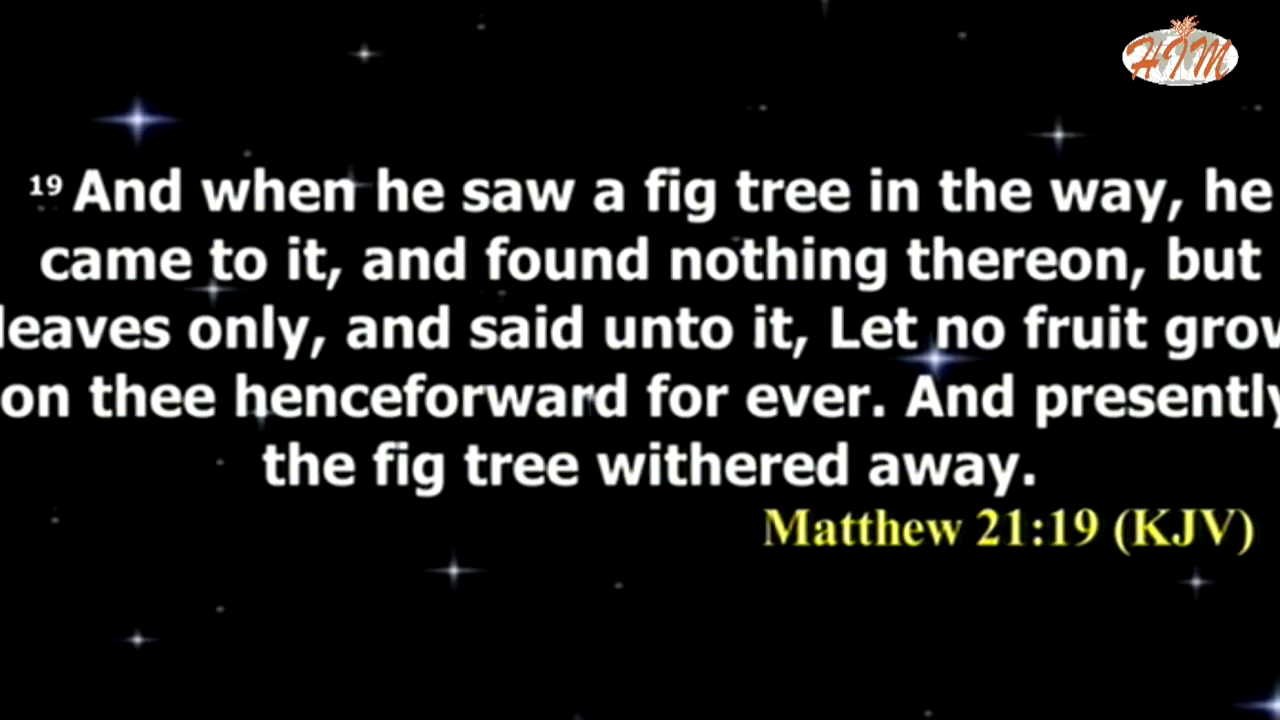 HIM
19 And when he saw a fig tree in the way, he
came to it, and found nothing thereon, but
leaves only, and said unto it, Let no fruit grow
on thee henceforward for ever. And presently
the fig tree withered away.
Matthew 21:19 (KJV)